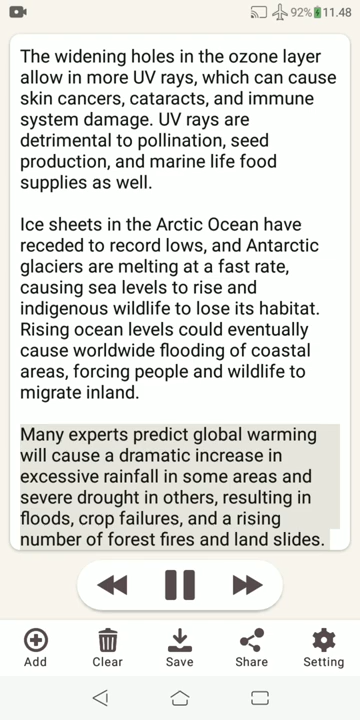 92% 11.48
The widening holes in the ozone layer
allow in more UV rays, which can cause
skin cancers, cataracts, and immune
system damage. UV rays are
detrimental to pollination, seed
production, and marine life food
supplies as well.
Ice sheets in the Arctic Ocean have
receded to record lows, and Antarctic
glaciers are melting at a fast rate,
causing sea levels to rise and
indigenous wildlife to lose its habitat.
Rising ocean levels could eventually
cause worldwide flooding of coastal
areas, forcing people and wildlife to
migrate inland.
Many experts predict global warming
will cause a dramatic increase in
excessive rainfall in some areas and
severe drought in others, resulting in
floods, crop failures, and a rising
number of forest fires and land slides.
Add Clear Save Share Setting